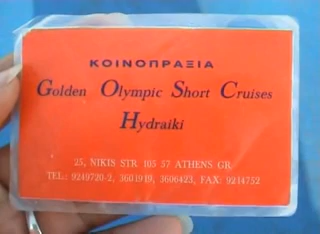 ΚΟΙΝΟΠΡΑΞΙΑ
Golden Olympic Short Cruises
Hydraiki
25, NIKIS STR 105 57 ATHENS GR
TEL.: 9249720-2, 3601919, 3606423, FAX: 9214752